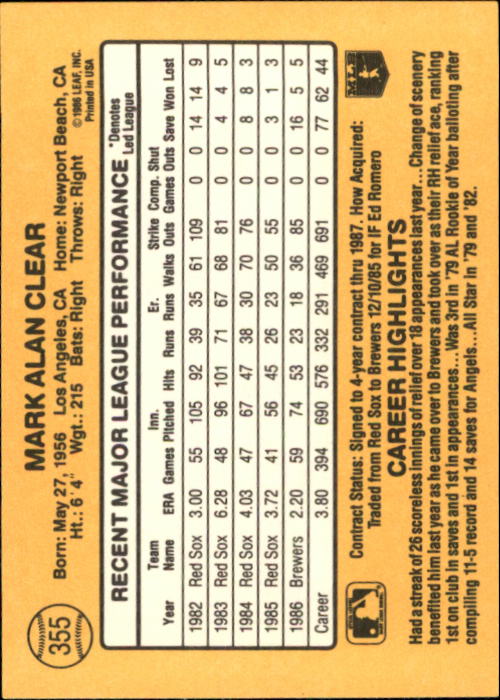 355
MARK ALAN CLEAR
Born: May 27, 1956 Los Angeles, CA Home: Newport Beach, CA
Ht.: 6'4" Wgt.: 215 Bats: Right Throws: Right
©1986 LEAF, INC.
Printed in USA
RECENT MAJOR LEAGUE PERFORMANCE
*Denotes
Led League
Year Team Name ERA Games Inn. Pitched Hits Runs Er. Runs Walks Strike Outs Comp. Games Shut Outs Save Won Lost
1982 Red Sox 3.00 55 105 92 39 35 61 109 0 0 14 14 9
1983 Red Sox 6.28 48 96 101 71 67 68 81 0 0 4 4 5
1984 Red Sox 4.03 47 67 47 38 30 70 76 0 0 8 8 3
1985 Red Sox 3.72 41 56 45 26 23 50 55 0 0 3 1 3
1986 Brewers 2.20 59 74 53 23 18 36 85 0 0 16 5 5
Career 3.80 394 690 576 332 291 469 691 0 0 77 62 44
Contract Status: Signed to 4-year contract thru 1987. How Acquired:
Traded from Red Sox to Brewers 12/10/85 for IF Ed Romero
MLB
CAREER HIGHLIGHTS
Had a streak of 26 scoreless innings of relief over 18 appearances last year...Change of scenery
benefited him last year as he came over to Brewers and took over as their RH relief ace, ranking
1st on club in saves and 1st in appearances...Was 3rd in '79 AL Rookie of Year balloting after
compiling 11-5 record and 14 saves for Angels...All Star in '79 and '82.